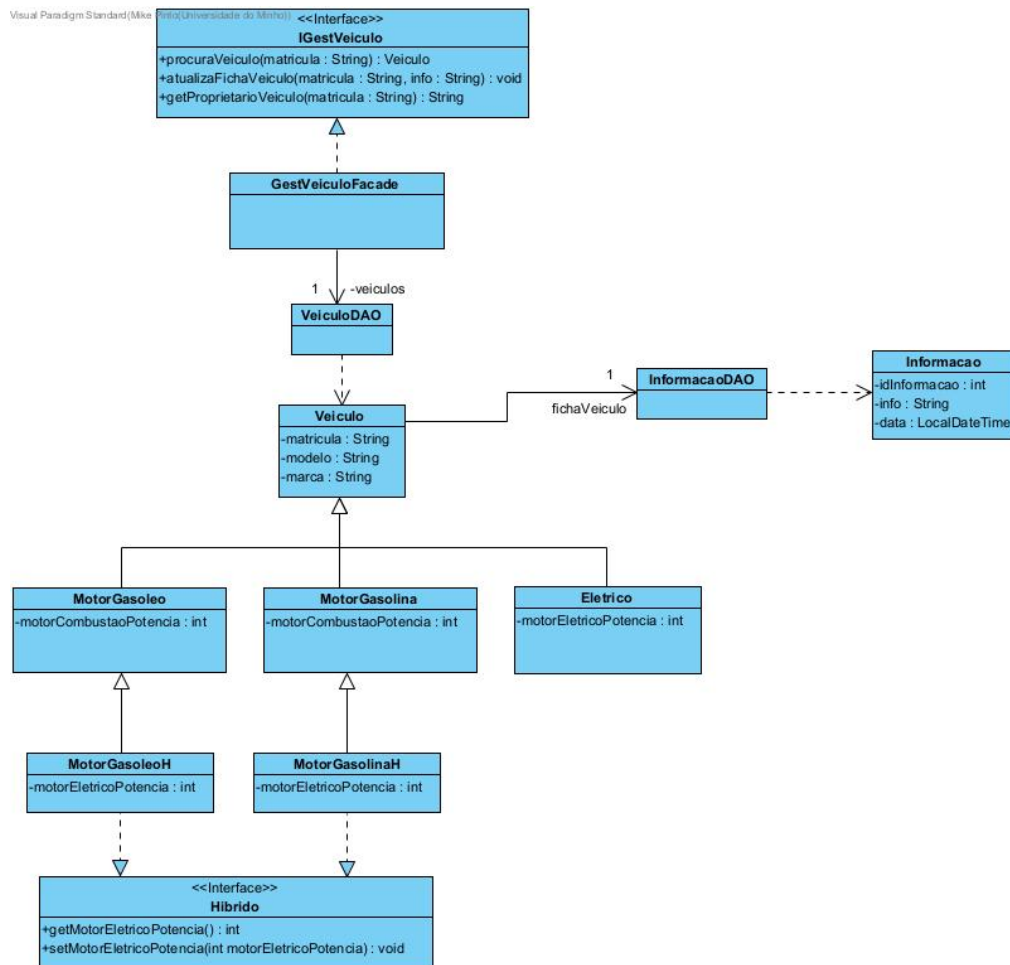 Visual Paradigm Standard(Mike Pinto(Universidade do Minho))
<<Interface>>
IGestVeiculo
+procuraVeiculo(matricula : String) : Veiculo
+atualizaFichaVeiculo(matricula : String, info : String) : void
+getProprietarioVeiculo(matricula : String) : String
GestVeiculoFacade
1
-veiculos
VeiculoDAO
Veiculo
-matricula : String
-modelo : String
-marca : String
1
fichaVeiculo
InformacaoDAO
Informacao
-idInformacao : int
-info : String
-data : LocalDateTime
MotorGasoleo
-motorCombustaoPotencia : int
MotorGasolina
-motorCombustaoPotencia : int
Eletrico
-motorEletricoPotencia : int
MotorGasoleoH
-motorEletricoPotencia : int
MotorGasolinaH
-motorEletricoPotencia : int
<<Interface>>
Hibrido
+getMotorEletricoPotencia() : int
+setMotorEletricoPotencia(int motorEletricoPotencia) : void